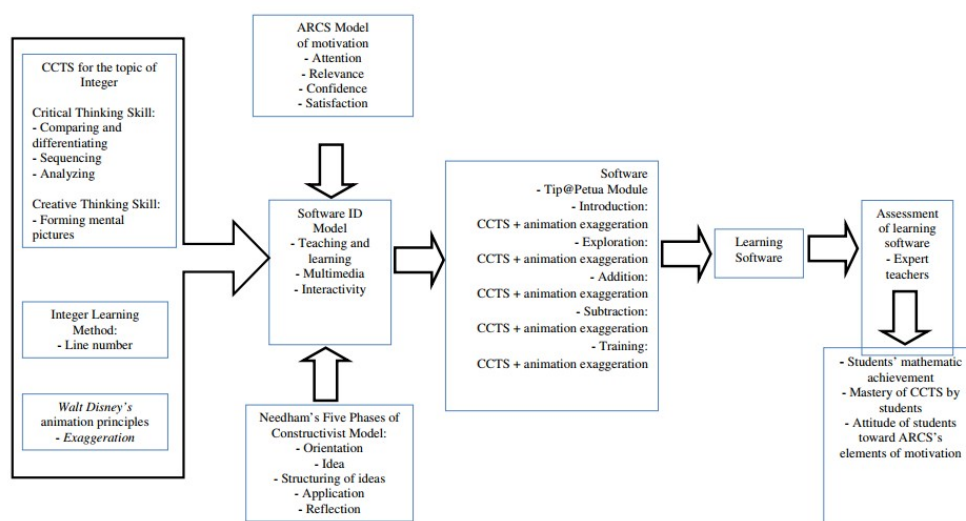 CCTS for the topic of
Integer
Critical Thinking Skill:
- Comparing and
differentiating
- Sequencing
- Analyzing
Creative Thinking Skill:
- Forming mental
pictures
Integer Learning
Method:
- Line number
Walt Disney's
animation principles
- Exaggeration
ARCS Model
of motivation
- Attention
- Relevance
- Confidence
- Satisfaction
Software ID
Model
- Teaching and
learning
- Multimedia
- Interactivity
Needham's Five Phases of
Constructivist Model:
- Orientation
- Idea
- Structuring of ideas
- Application
- Reflection
Software
- Tip@Petua Module
- Introduction:
CCTS + animation exaggeration
- Exploration:
CCTS + animation exaggeration
- Addition:
CCTS + animation exaggeration
- Subtraction:
CCTS + animation exaggeration
- Training:
CCTS + animation exaggeration
Learning
Software
Assessment
of learning
software
- Expert
teachers
- Students' mathematic
achievement
- Mastery of CCTS by
students
- Attitude of students
toward ARCS's
elements of motivation